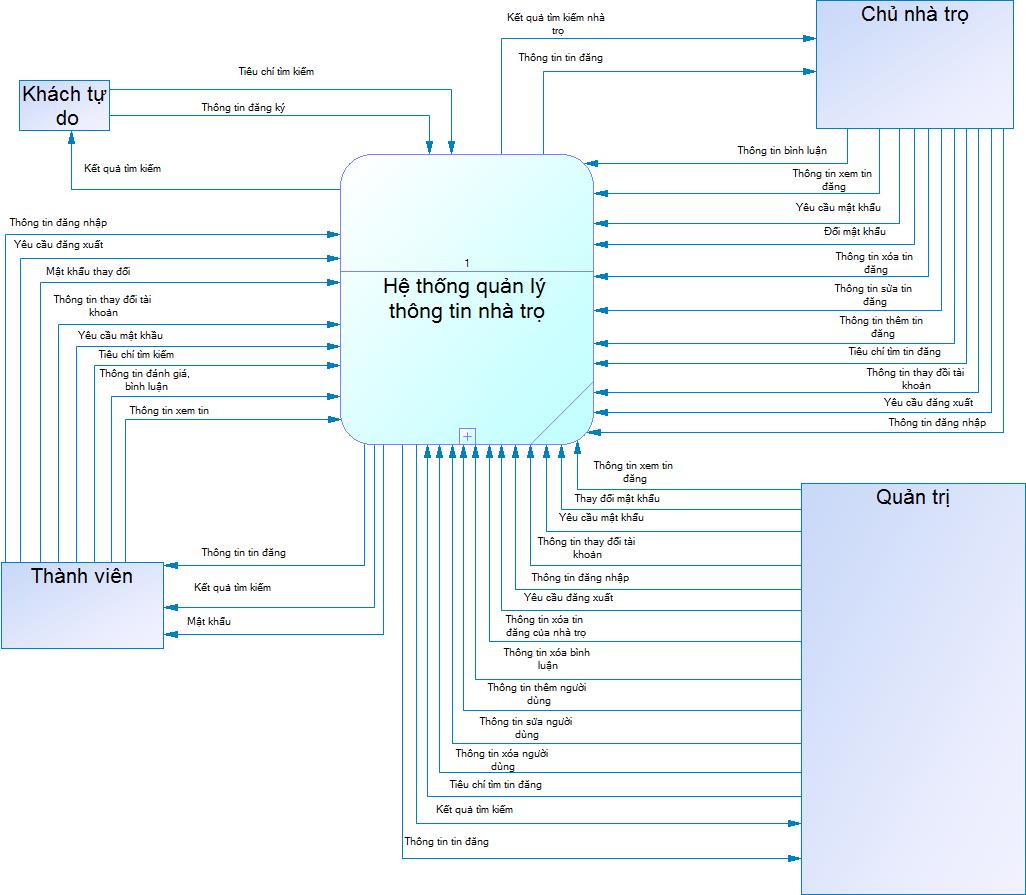 Kết quả tìm kiếm nhà
trọ
Thông tin tin đăng
Chủ nhà trọ
Tiêu chí tìm kiếm
Khách tự
do
Thông tin đăng ký
Kết quả tìm kiếm
Thông tin bình luận
Thông tin xem tin
đăng
Yêu cầu mật khẩu
Đổi mật khẩu
Thông tin xóa tin
đăng
Thông tin sửa tin
đăng
Thông tin thêm tin
đăng
Tiêu chí tìm tin đăng
Thông tin thay đổi tài
khoản
Yêu cầu đăng xuất
Thông tin đăng nhập
Thông tin đăng nhập
Yêu cầu đăng xuất
Mật khẩu thay đổi
Thông tin thay đổi tài
khoản
Yêu cầu mật khẩu
Tiêu chí tìm kiếm
Thông tin đánh giá,
bình luận
Thông tin xem tin
1
Hệ thống quản lý
thông tin nhà trọ
Thông tin tin đăng
Kết quả tìm kiếm
Mật khẩu
Thành viên
Thông tin xem tin
đăng
Thay đổi mật khẩu
Yêu cầu mật khẩu
Thông tin thay đổi tài
khoản
Thông tin đăng nhập
Yêu cầu đăng xuất
Thông tin xóa tin
đăng của nhà trọ
Thông tin xóa bình
luận
Thông tin thêm người
dùng
Thông tin sửa người
dùng
Thông tin xóa người
dùng
Tiêu chí tìm tin đăng
Kết quả tìm kiếm
Thông tin tin đăng
Quản trị